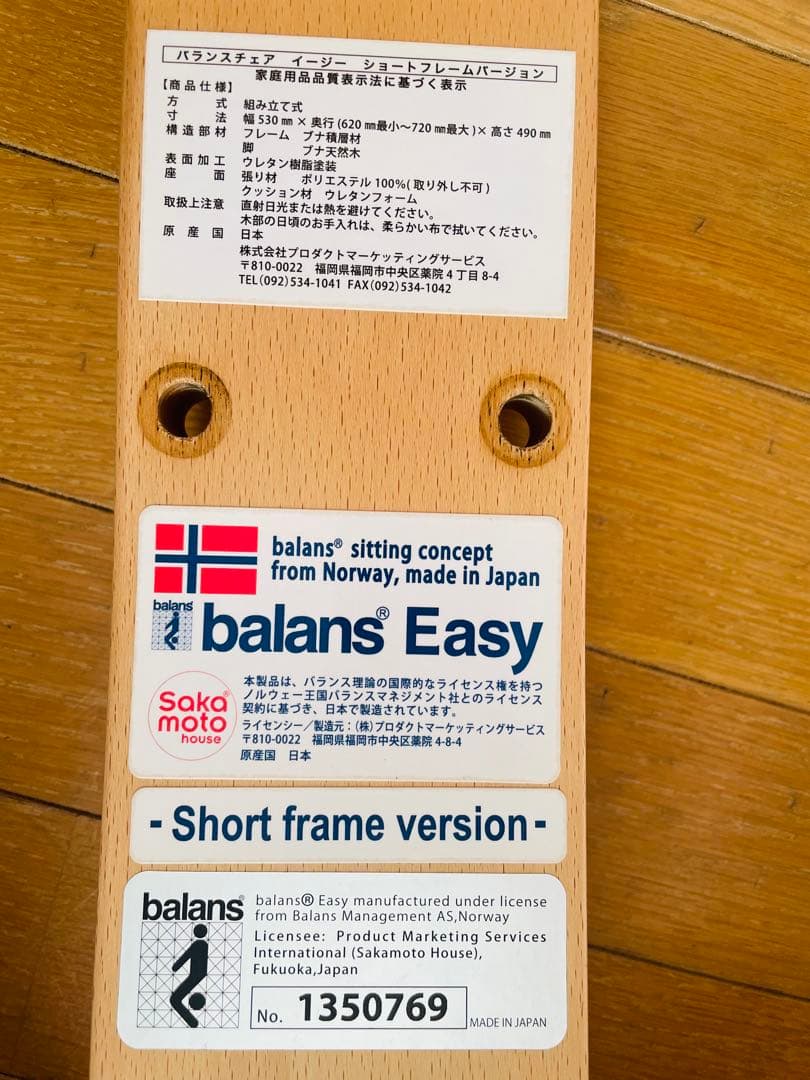 バランスチェア イージー ショートフレームバージョン
家庭用品品質表示法に基づく表示
【商品仕様】
方 式 組み立て式
寸 法 幅 530 ㎜ × 奥行 (620 ㎜最小〜720 ㎜最大 )× 高さ 490 ㎜
構造部材 フレーム ブナ積層材
脚 ブナ天然木
表面加工 ウレタン樹脂塗装
座 面 張り材 ポリエステル 100%( 取り外し不可 )
クッション材 ウレタンフォーム
取扱上注意 直射日光または熱を避けてください。
木部の日頃のお手入れは、柔らかい布で拭いてください。
原 産 国 日本
株式会社プロダクトマーケッティングサービス
〒810-0022 福岡県福岡市中央区薬院 4 丁目 8-4
TEL(092)534-1041 FAX(092)534-1042
balans® sitting concept
from Norway, made in Japan
balans®
balans® Easy
本製品は、バランス理論の国際的なライセンス権を持つ
ノルウェー王国バランスマネジメント社とのライセンス
契約に基づき、日本で製造されています。
Saka®
moto
house
ライセンシー/製造元：(株)プロダクトマーケッティングサービス
〒810-0022 福岡県福岡市中央区薬院 4-8-4
原産国 日本
- Short frame version -
balans®
balans® Easy manufactured under license
from Balans Management AS,Norway
Licensee: Product Marketing Services
International (Sakamoto House),
Fukuoka,Japan
No. 1350769
MADE IN JAPAN